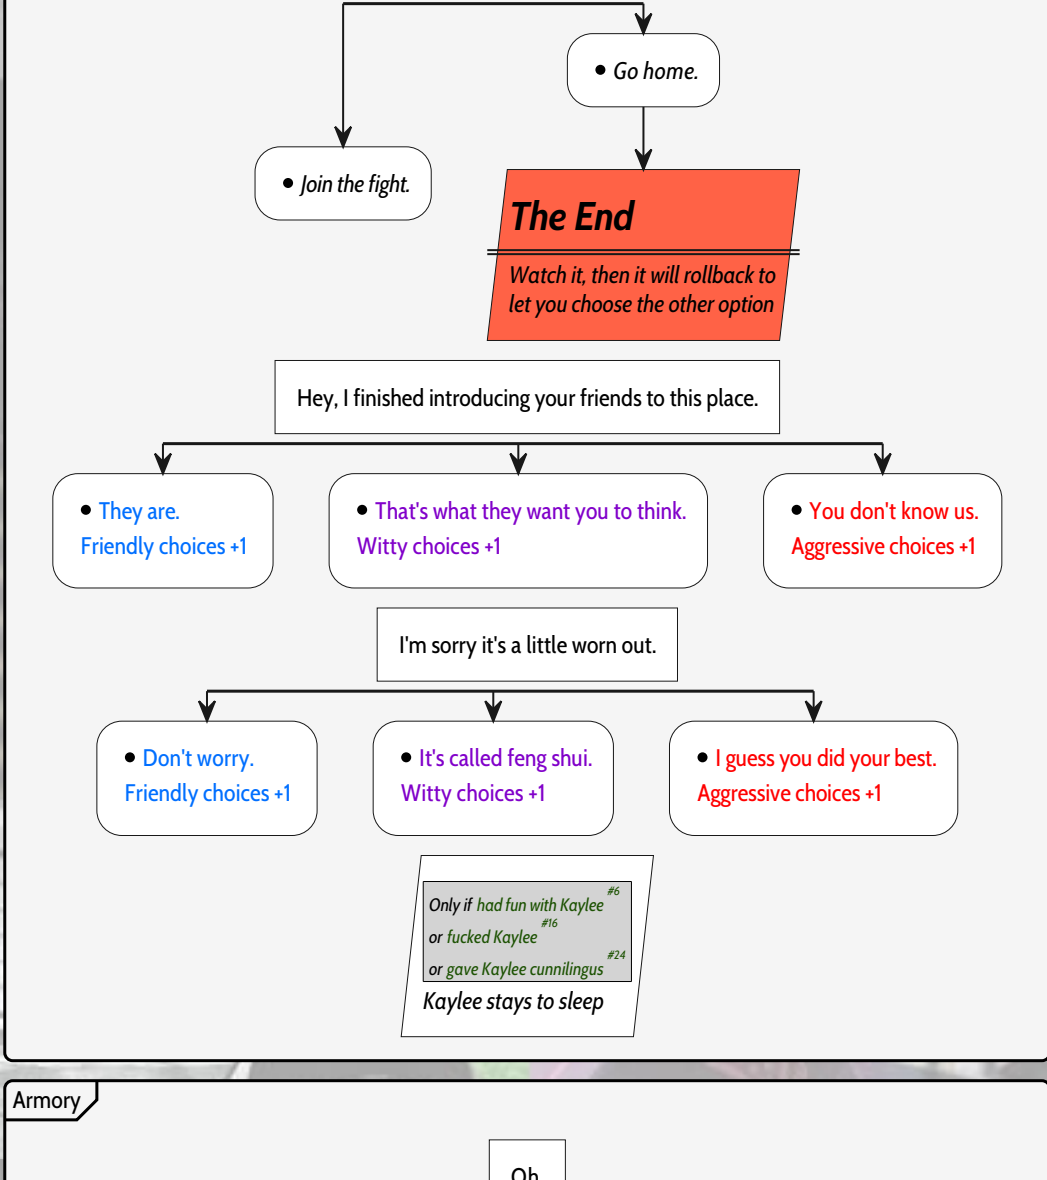 • Go home.
• Join the fight.
The End
Watch it, then it will rollback to
let you choose the other option
Hey, I finished introducing your friends to this place.
• They are.
Friendly choices +1
• That's what they want you to think.
Witty choices +1
• You don't know us.
Aggressive choices +1
I'm sorry it's a little worn out.
• Don't worry.
Friendly choices +1
• It's called feng shui.
Witty choices +1
• I guess you did your best.
Aggressive choices +1
Only if had fun with Kaylee #6
or fucked Kaylee #16
or gave Kaylee cunnilingus #24
Kaylee stays to sleep
Armory
Oh